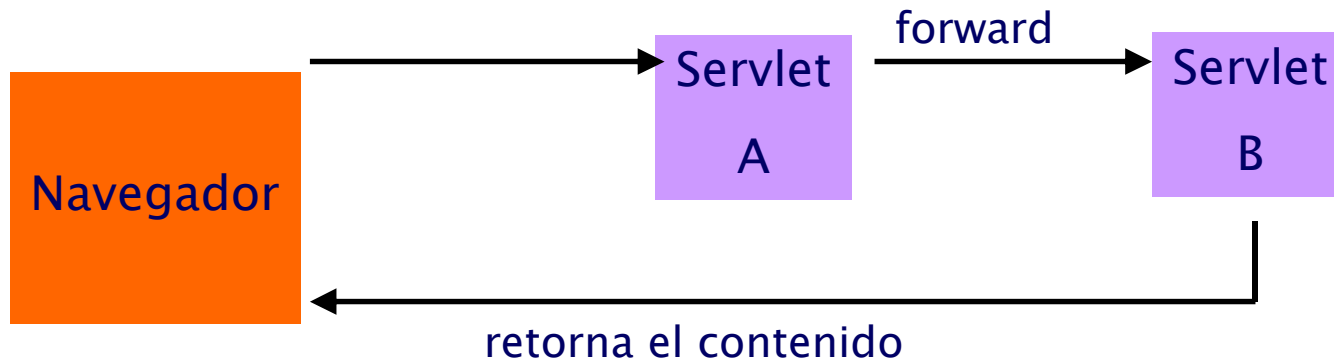 Navegador
Servlet
A
forward
Servlet
B
retorna el contenido